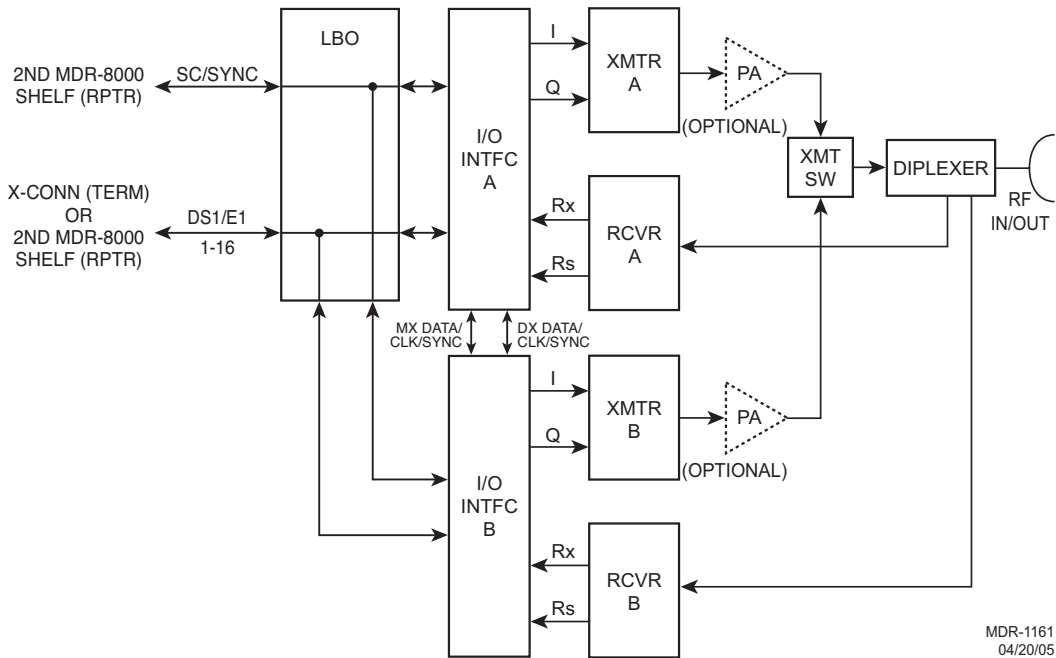 LBO
2ND MDR-8000
SHELF (RPTR)
SC/SYNC
X-CONN (TERM)
OR
2ND MDR-8000
SHELF (RPTR)
DS1/E1
1-16
I/O
INTFC
A
I
Q
XMTR
A
PA
(OPTIONAL)
XMT
SW
DIPLEXER
RF
IN/OUT
Rx
Rs
RCVR
A
MX DATA/
CLK/SYNC
DX DATA/
CLK/SYNC
I/O
INTFC
B
I
Q
XMTR
B
PA
(OPTIONAL)
Rx
Rs
RCVR
B
MDR-1161
04/20/05